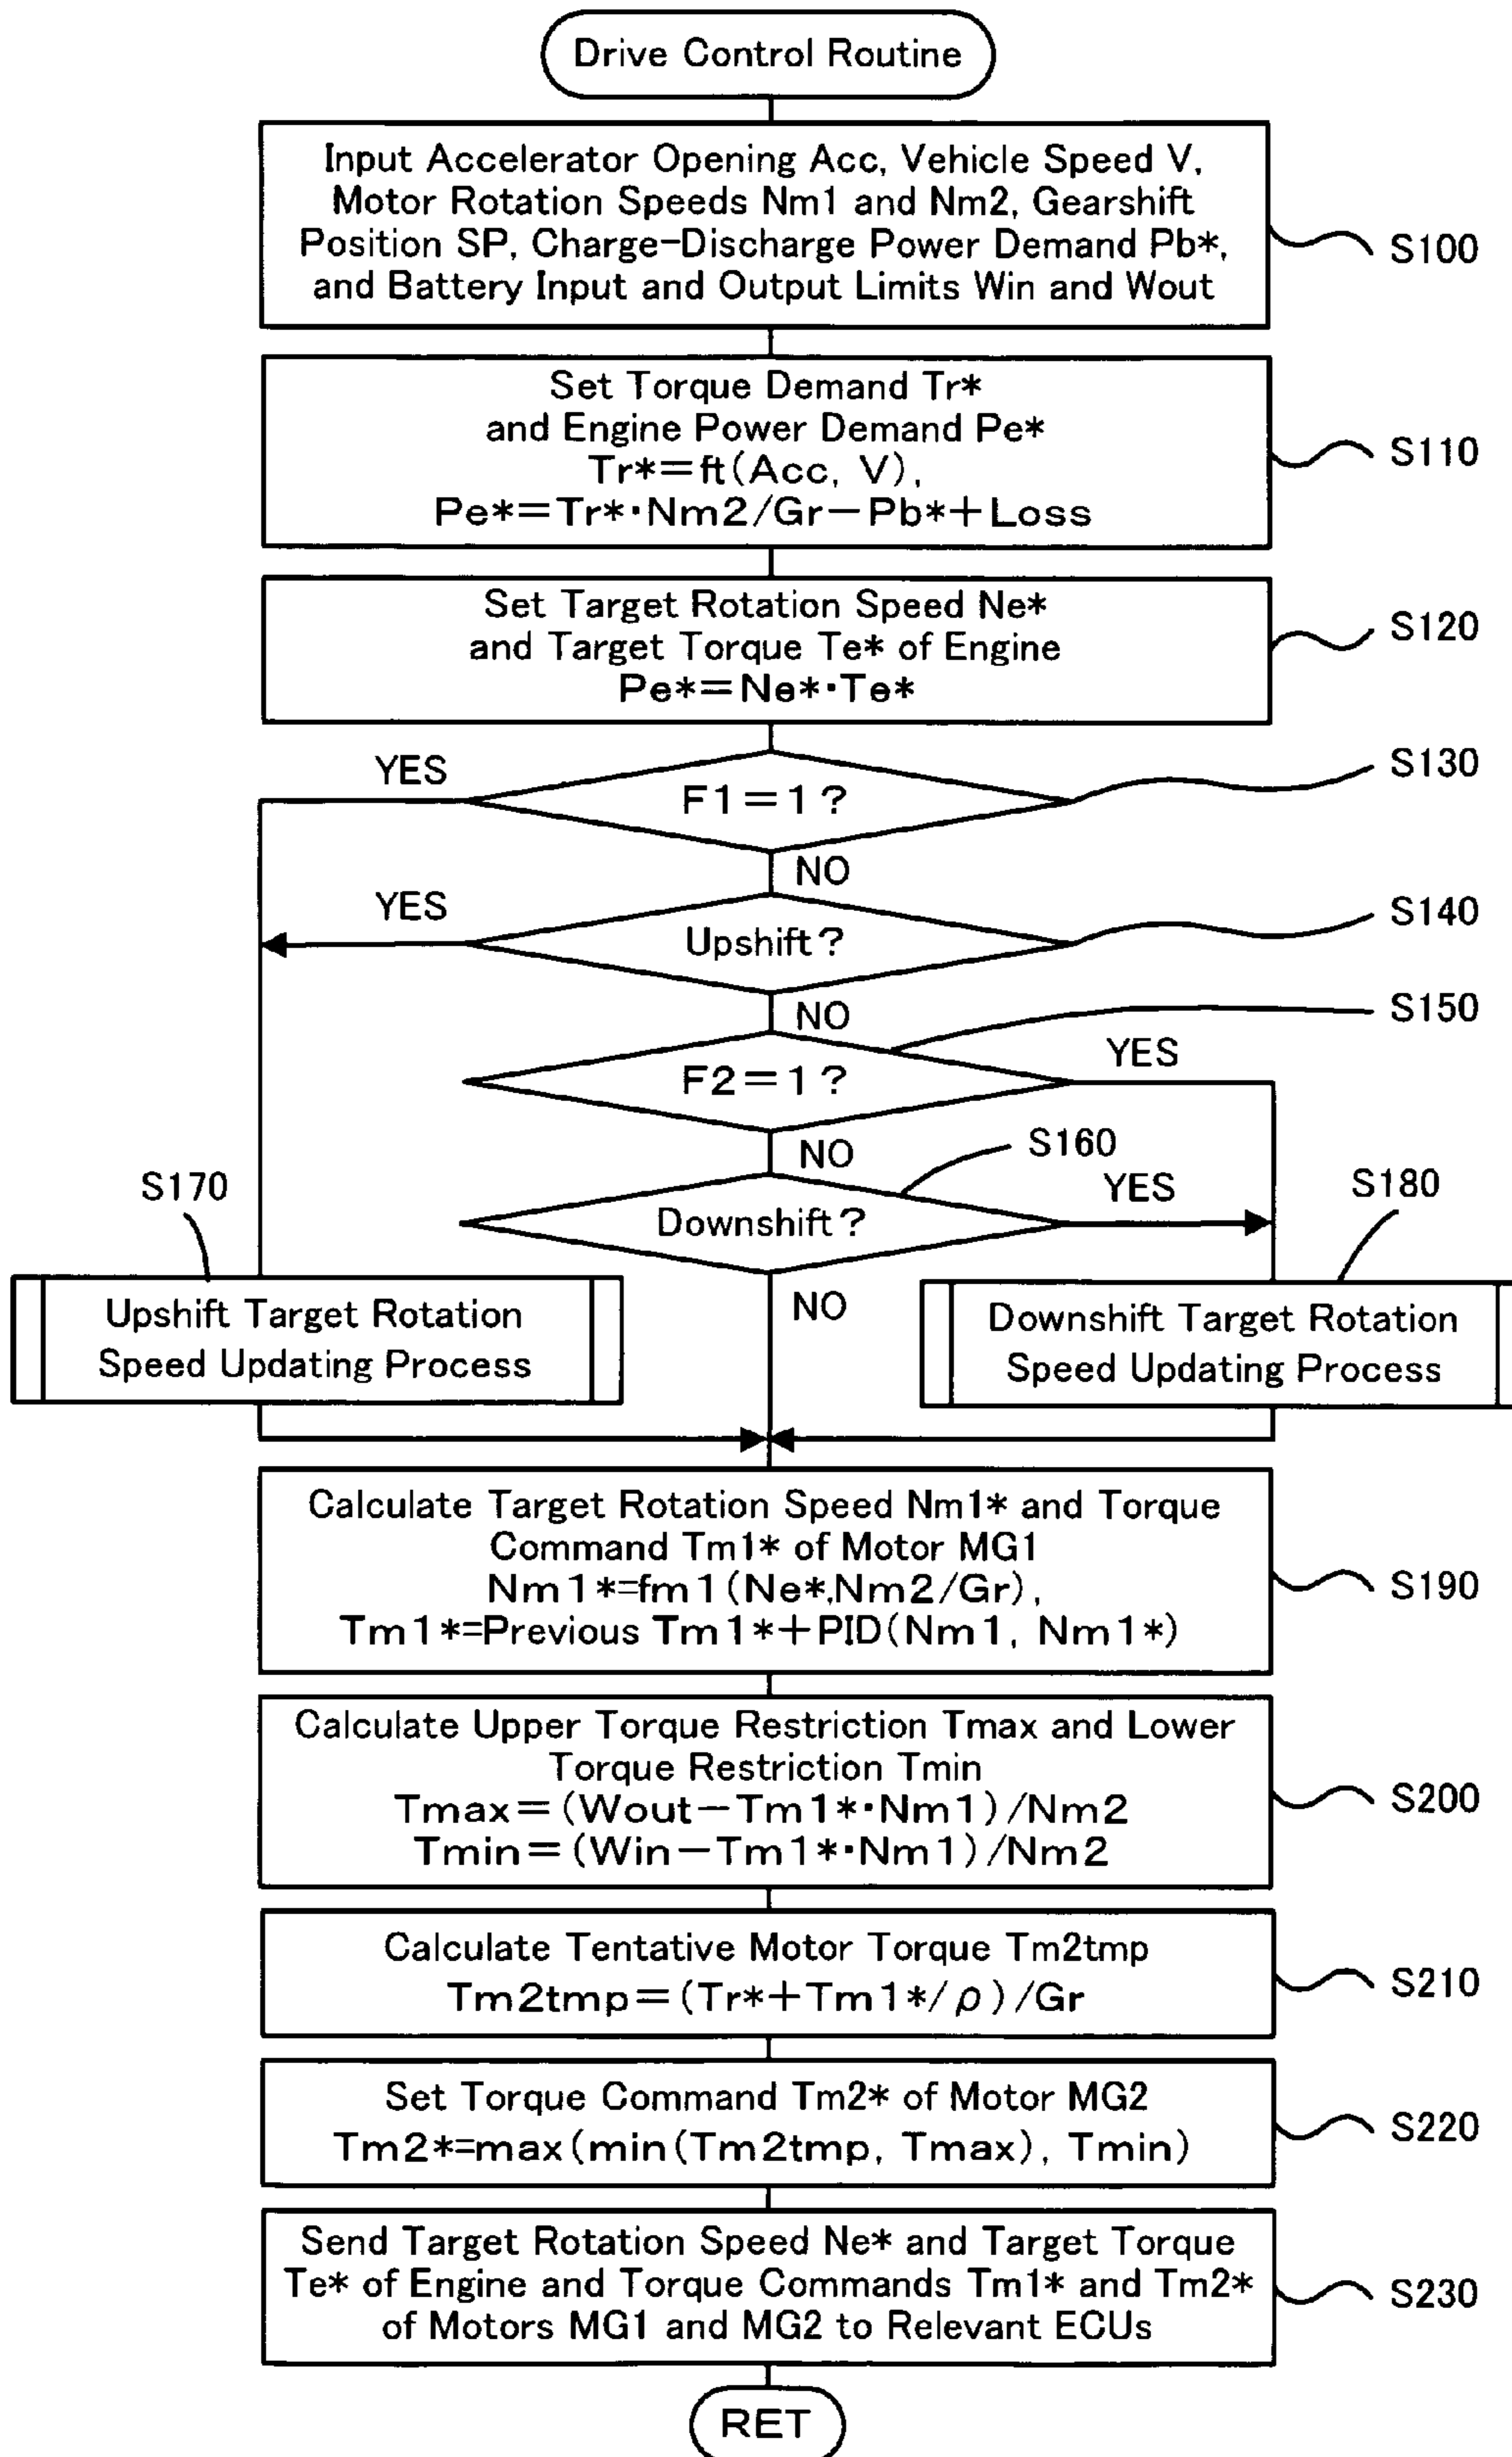 Drive Control Routine
Input Accelerator Opening Acc, Vehicle Speed V,
Motor Rotation Speeds Nm1 and Nm2, Gearshift
Position SP, Charge-Discharge Power Demand Pb*,
and Battery Input and Output Limits Win and Wout
S100
Set Torque Demand Tr*
and Engine Power Demand Pe*
Tr*=ft(Acc, V),
Pe*=Tr*·Nm2/Gr-Pb*+Loss
S110
Set Target Rotation Speed Ne*
and Target Torque Te* of Engine
Pe*=Ne*·Te*
S120
YES
F1=1?
S130
NO
YES
Upshift?
S140
NO
S150
F2=1?
YES
NO
S160
Downshift?
YES
S170
S180
NO
Upshift Target Rotation
Speed Updating Process
Downshift Target Rotation
Speed Updating Process
Calculate Target Rotation Speed Nm1* and Torque
Command Tm1* of Motor MG1
Nm1*=fm1(Ne*,Nm2/Gr),
Tm1*=Previous Tm1*+PID(Nm1, Nm1*)
S190
Calculate Upper Torque Restriction Tmax and Lower
Torque Restriction Tmin
Tmax=(Wout-Tm1*·Nm1)/Nm2
Tmin=(Win-Tm1*·Nm1)/Nm2
S200
Calculate Tentative Motor Torque Tm2tmp
Tm2tmp=(Tr*+Tm1*/ρ)/Gr
S210
Set Torque Command Tm2* of Motor MG2
Tm2*=max(min(Tm2tmp, Tmax), Tmin)
S220
Send Target Rotation Speed Ne* and Target Torque
Te* of Engine and Torque Commands Tm1* and Tm2*
of Motors MG1 and MG2 to Relevant ECUs
S230
RET